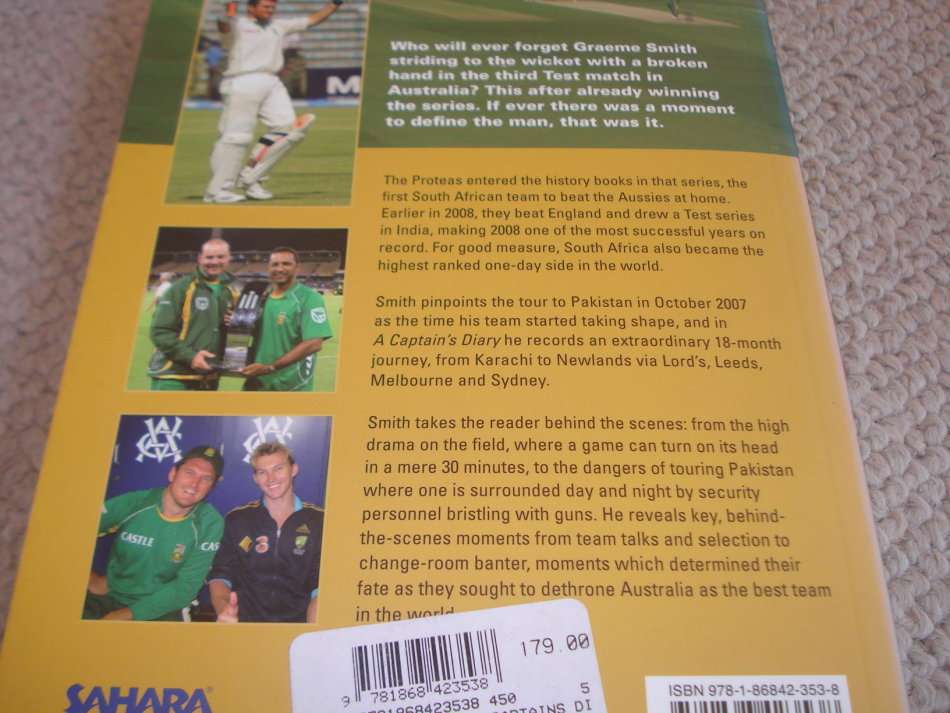 M
Who will ever forget Graeme Smith
striding to the wicket with a broken
hand in the third Test match in
Australia? This after already winning
the series. If ever there was a moment
to define the man, that was it.
The Proteas entered the history books in that series, the
first South African team to beat the Aussies at home.
Earlier in 2008, they beat England and drew a Test series
in India, making 2008 one of the most successful years on
record. For good measure, South Africa also became the
highest ranked one-day side in the world.
Smith pinpoints the tour to Pakistan in October 2007
as the time his team started taking shape, and in
A Captain's Diary he records an extraordinary 18-month
journey, from Karachi to Newlands via Lord's, Leeds,
Melbourne and Sydney.
Smith takes the reader behind the scenes: from the high
drama on the field, where a game can turn on its head
in a mere 30 minutes, to the dangers of touring Pakistan
where one is surrounded day and night by security
personnel bristling with guns. He reveals key, behind-
the-scenes moments from team talks and selection to
change-room banter, moments which determined their
fate as they sought to dethrone Australia as the best team
in the world
CASTLE
CAS
3
179.00
9 781868 423538
9781868423538 450 5
CAPTAINS DI
SAHARA
ISBN 978-1-86842-353-8